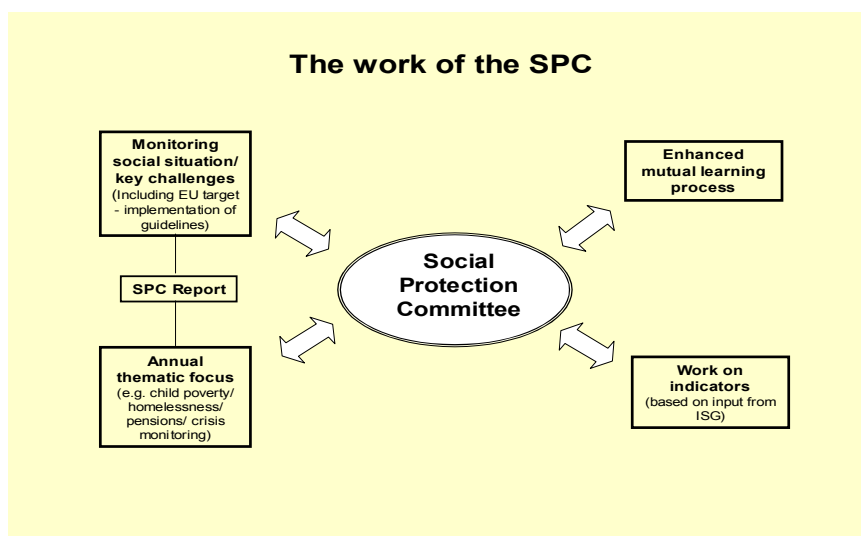 The work of the SPC
Monitoring
social situation/
key challenges
(Including EU target
- implementation of
guidelines)
SPC Report
Annual
thematic focus
(e.g. child poverty/
homelessness/
pensions/ crisis
monitoring)
Social
Protection
Committee
Enhanced
mutual learning
process
Work on
indicators
(based on input from
ISG)